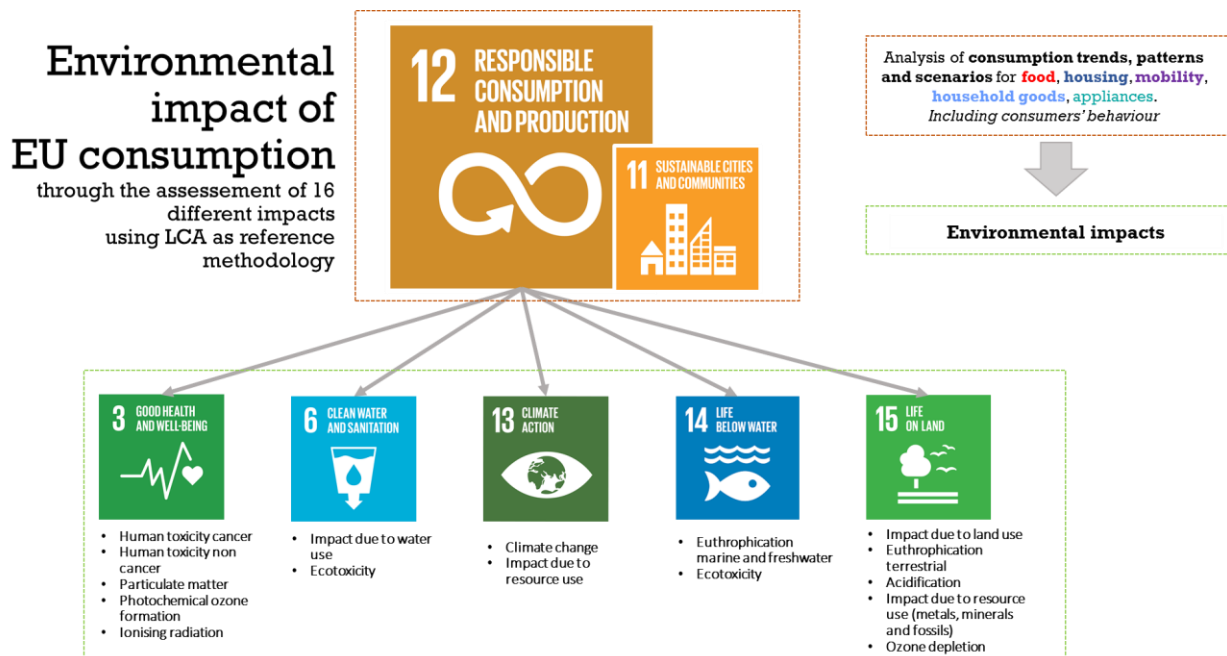 Environmental
impact of
EU consumption
through the assessement of 16
different impacts
using LCA as reference
methodology
12 RESPONSIBLE
CONSUMPTION
AND PRODUCTION
11 SUSTAINABLE CITIES
AND COMMUNITIES
Analysis of consumption trends, patterns
and scenarios for food, housing, mobility,
household goods, appliances.
Including consumers' behaviour
Environmental impacts
3 GOOD HEALTH
AND WELL-BEING
• Human toxicity cancer
• Human toxicity non
cancer
• Particulate matter
• Photochemical ozone
formation
• Ionising radiation
6 CLEAN WATER
AND SANITATION
• Impact due to water
use
• Ecotoxicity
13 CLIMATE
ACTION
• Climate change
• Impact due to
resource use
14 LIFE
BELOW WATER
• Euthrophication
marine and freshwater
• Ecotoxicity
15 LIFE
ON LAND
• Impact due to land use
• Euthrophication
terrestrial
• Acidification
• Impact due to resource
use (metals, minerals
and fossils)
• Ozone depletion